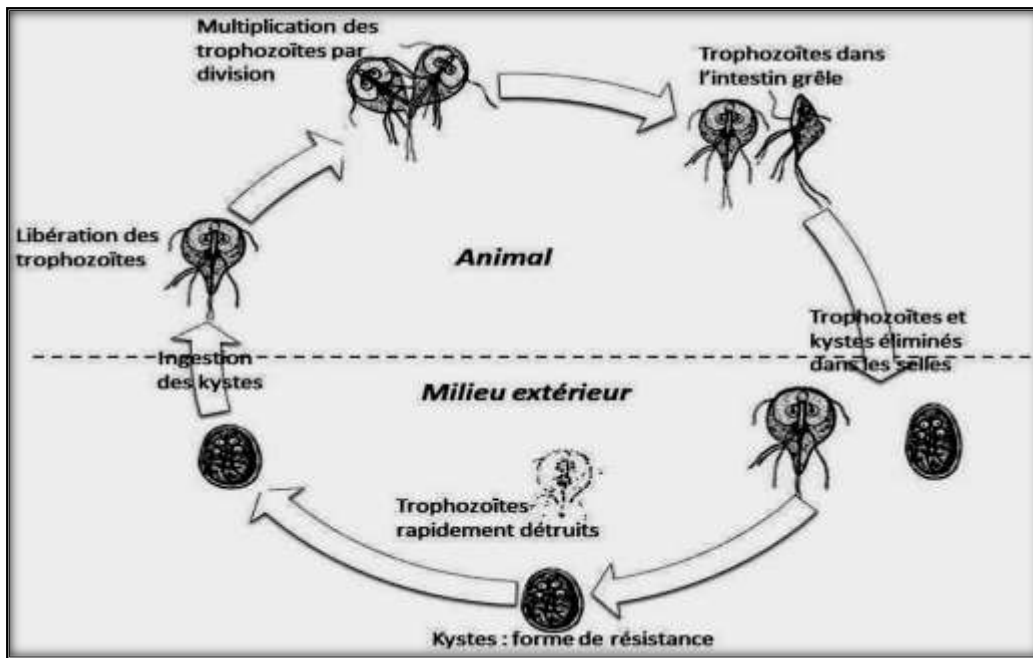 Multiplication des
trophozoïtes par
division
Trophozoïtes dans
l'intestin grêle
Libération des
trophozoïtes
Animal
Trophozoïtes et
kystes éliminés
dans les selles
Ingestion
des kystes
Milieu extérieur
Trophozoïtes
rapidement détruits
Kystes : forme de résistance